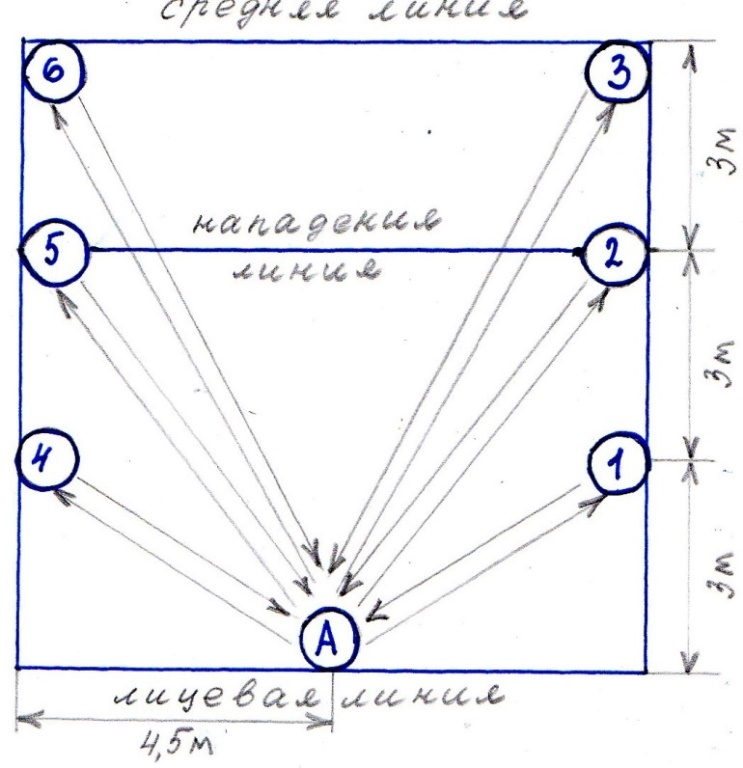 средняя линия
6
3
3м
нападения
5
2
линия
3м
4
1
3м
А
лицевая линия
4,5м